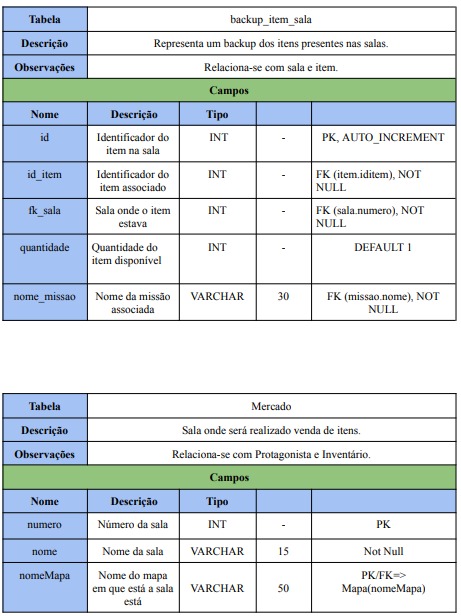 Tabela backup_item_sala
Descrição Representa um backup dos itens presentes nas salas.
Observações Relaciona-se com sala e item.
Campos
Nome Descrição Tipo
id Identificador do item na sala INT - PK, AUTO_INCREMENT
id_item Identificador do item associado INT - FK (item.iditem), NOT NULL
fk_sala Sala onde o item estava INT - FK (sala.numero), NOT NULL
quantidade Quantidade do item disponível INT - DEFAULT 1
nome_missao Nome da missão associada VARCHAR 30 FK (missao.nome), NOT NULL
Tabela Mercado
Descrição Sala onde será realizado venda de itens.
Observações Relaciona-se com Protagonista e Inventário.
Campos
Nome Descrição Tipo
numero Número da sala INT - PK
nome Nome da sala VARCHAR 15 Not Null
nomeMapa Nome do mapa em que está a sala está VARCHAR 50 PK/FK=> Mapa(nomeMapa)